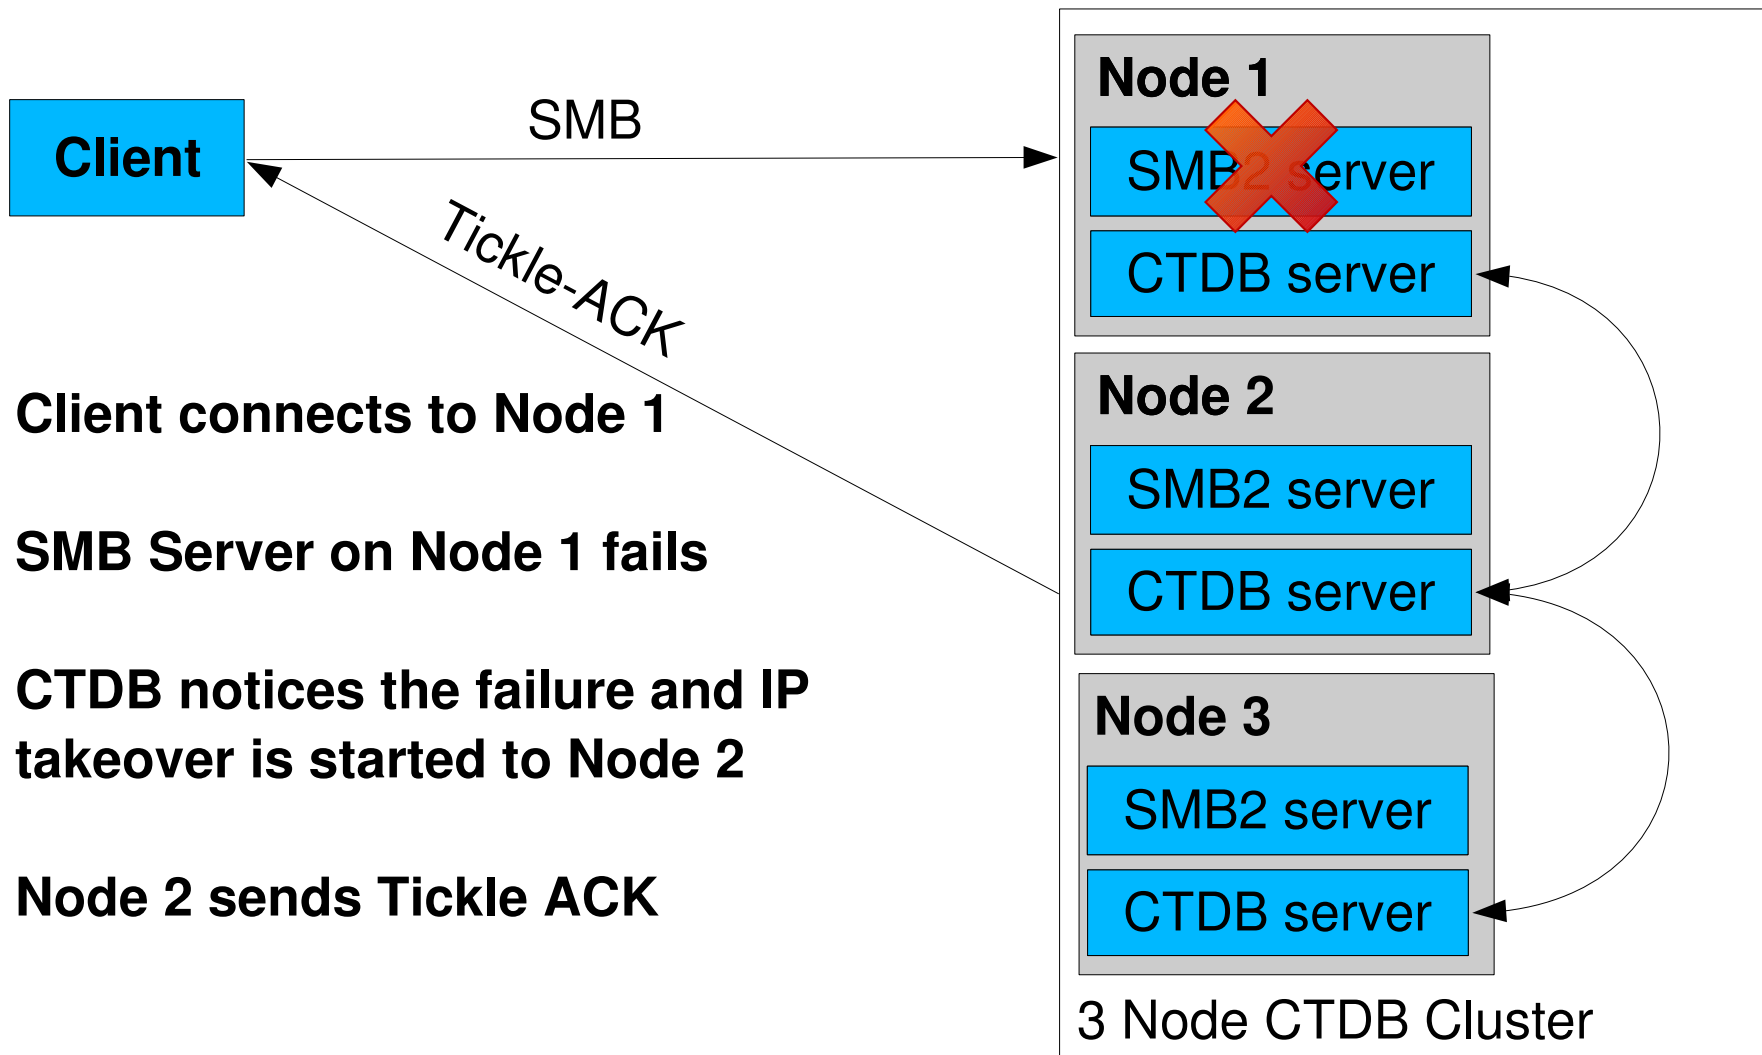 Client
SMB
Tickle-ACK
Client connects to Node 1
SMB Server on Node 1 fails
CTDB notices the failure and IP
takeover is started to Node 2
Node 2 sends Tickle ACK
Node 1
SMB2 server
CTDB server
Node 2
SMB2 server
CTDB server
Node 3
SMB2 server
CTDB server
3 Node CTDB Cluster